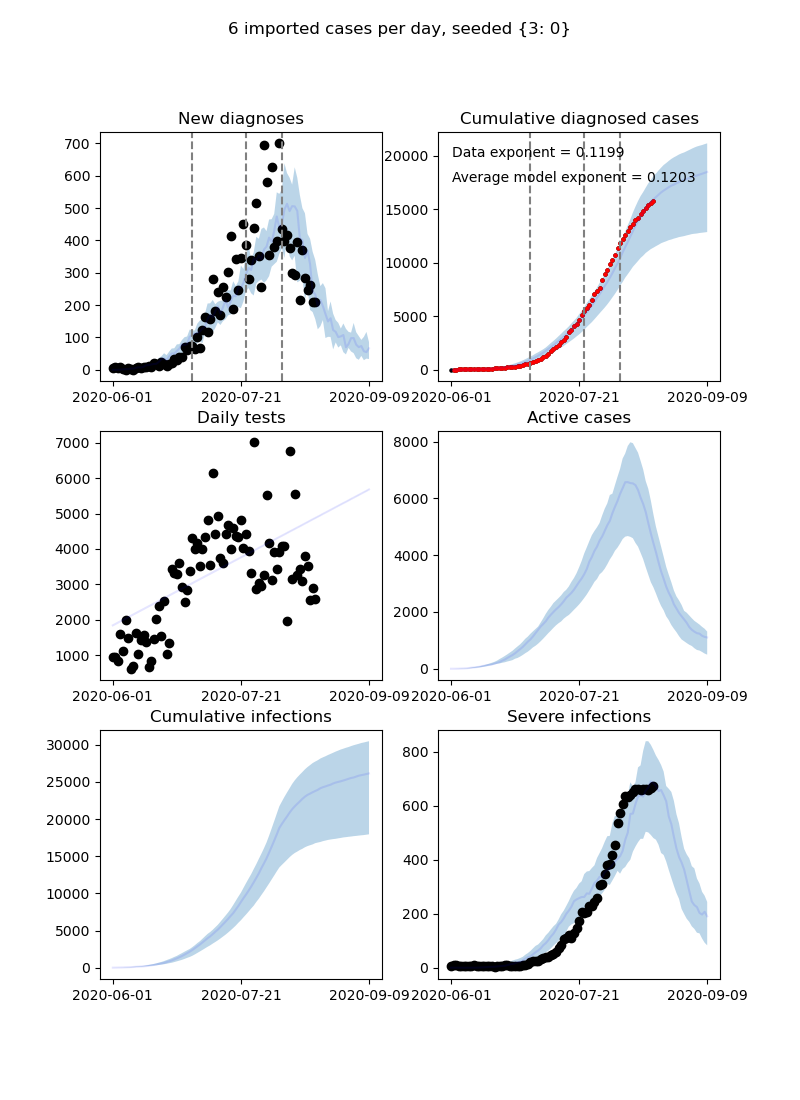 6 imported cases per day, seeded {3: 0}
New diagnoses
700
600
500
400
300
200
100
0
2020-06-01 2020-07-21 2020-09-09
Cumulative diagnosed cases
Data exponent = 0.1199
Average model exponent = 0.1203
20000
15000
10000
5000
0
2020-06-01 2020-07-21 2020-09-09
Daily tests
7000
6000
5000
4000
3000
2000
1000
2020-06-01 2020-07-21 2020-09-09
Active cases
8000
6000
4000
2000
0
2020-06-01 2020-07-21 2020-09-09
Cumulative infections
30000
25000
20000
15000
10000
5000
0
2020-06-01 2020-07-21 2020-09-09
Severe infections
800
600
400
200
0
2020-06-01 2020-07-21 2020-09-09